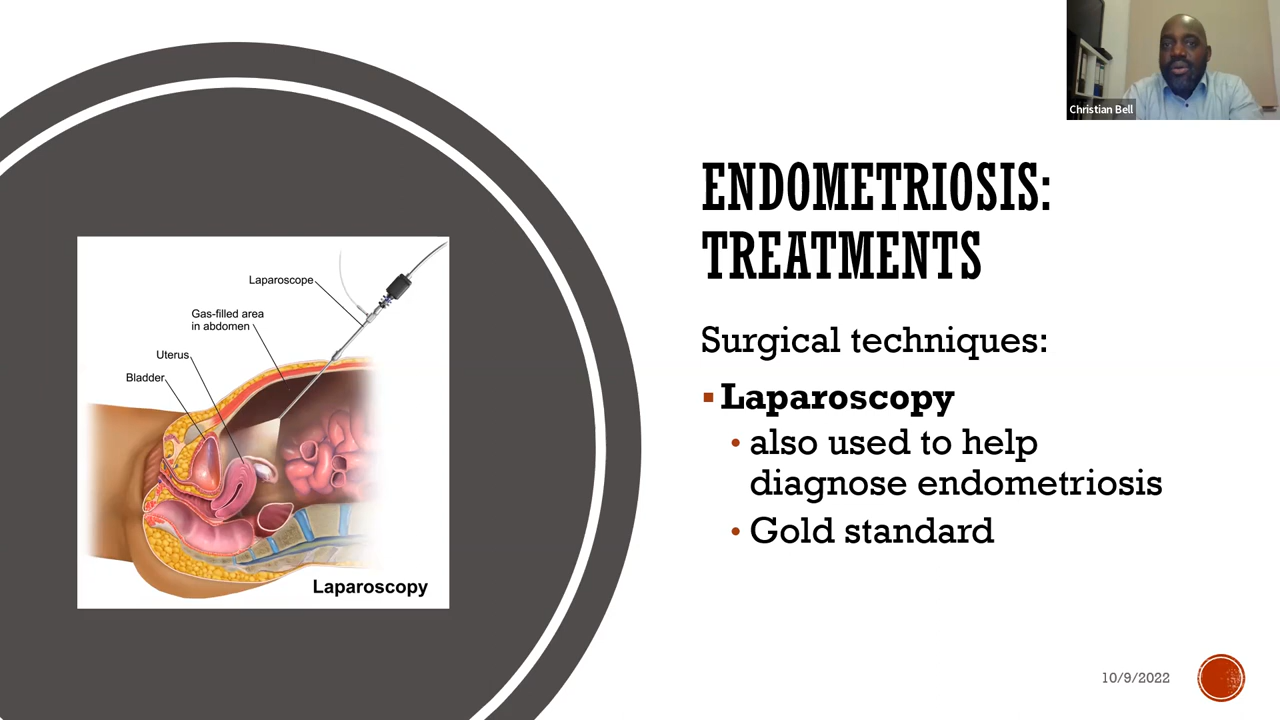 Christian Bell
ENDOMETRIOSIS:
TREATMENTS
Surgical techniques:
▪ Laparoscopy
• also used to help
diagnose endometriosis
• Gold standard
Laparoscope
Gas-filled area
in abdomen
Uterus
Bladder
Laparoscopy
10/9/2022